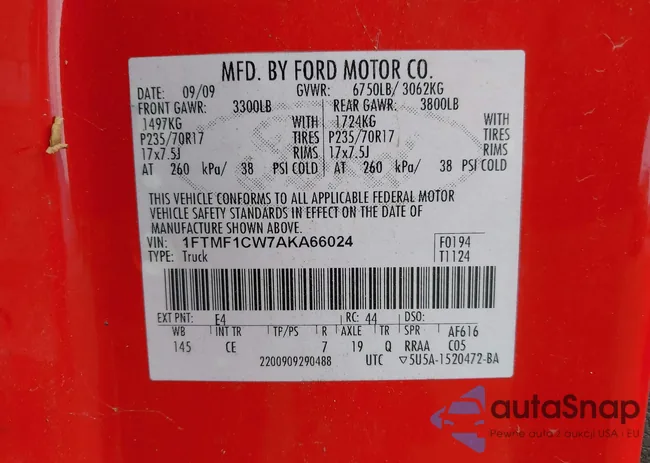 MFD. BY FORD MOTOR CO.
DATE: 09/09 GVWR: 6750LB/ 3062KG
FRONT GAWR: 3300LB REAR GAWR: 3800LB
1497KG WITH 1724KG WITH
P235/70R17 TIRES P235/70R17 TIRES
17x7.5J RIMS 17x7.5J RIMS
AT 260 kPa/ 38 PSI COLD AT 260 kPa/ 38 PSI COLD
THIS VEHICLE CONFORMS TO ALL APPLICABLE FEDERAL MOTOR
VEHICLE SAFETY STANDARDS IN EFFECT ON THE DATE OF
MANUFACTURE SHOWN ABOVE.
VIN: 1FTMF1CW7AKA66024 F0194
TYPE: Truck T1124
EXT PNT: E4 RC: 44 DSO:
WB INT TR TP/PS R AXLE TR SPR AF616
145 CE 7 19 Q RRAA C05
2200909290488 UTC ▽5U5A-1520472-BA
autaSnap
Pewne auta z aukcji USA - EU